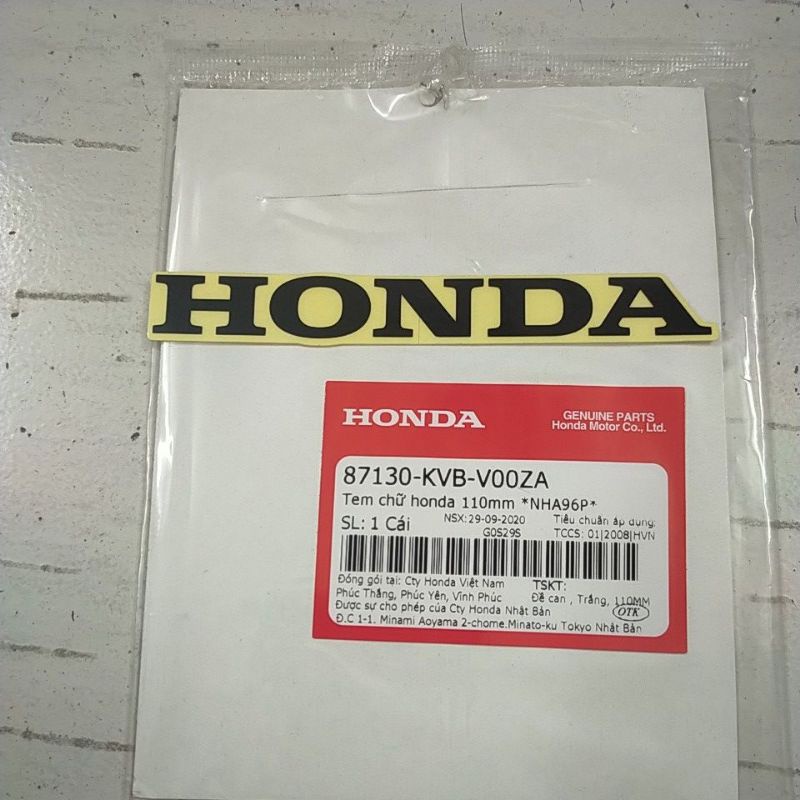 HONDA
HONDA
GENUINE PARTS
Honda Motor Co., Ltd.
87130-KVB-V00ZA
Tem chữ honda 110mm *NHA96P*
SL: 1 Cái
NSX: 29-09-2020
G0S29S
Tiêu chuẩn áp dụng:
TCCS: 01|2008|HVN
Đóng gói tại: Cty Honda Việt Nam
Phúc Thắng, Phúc Yên, Vĩnh Phúc
Được sự cho phép của Cty Honda Nhật Bản
Đ.C 1-1. Minami Aoyama 2-chome.Minato-ku Tokyo Nhật Bản
TSKT:
Đề can , Trắng, 110MM
OTK